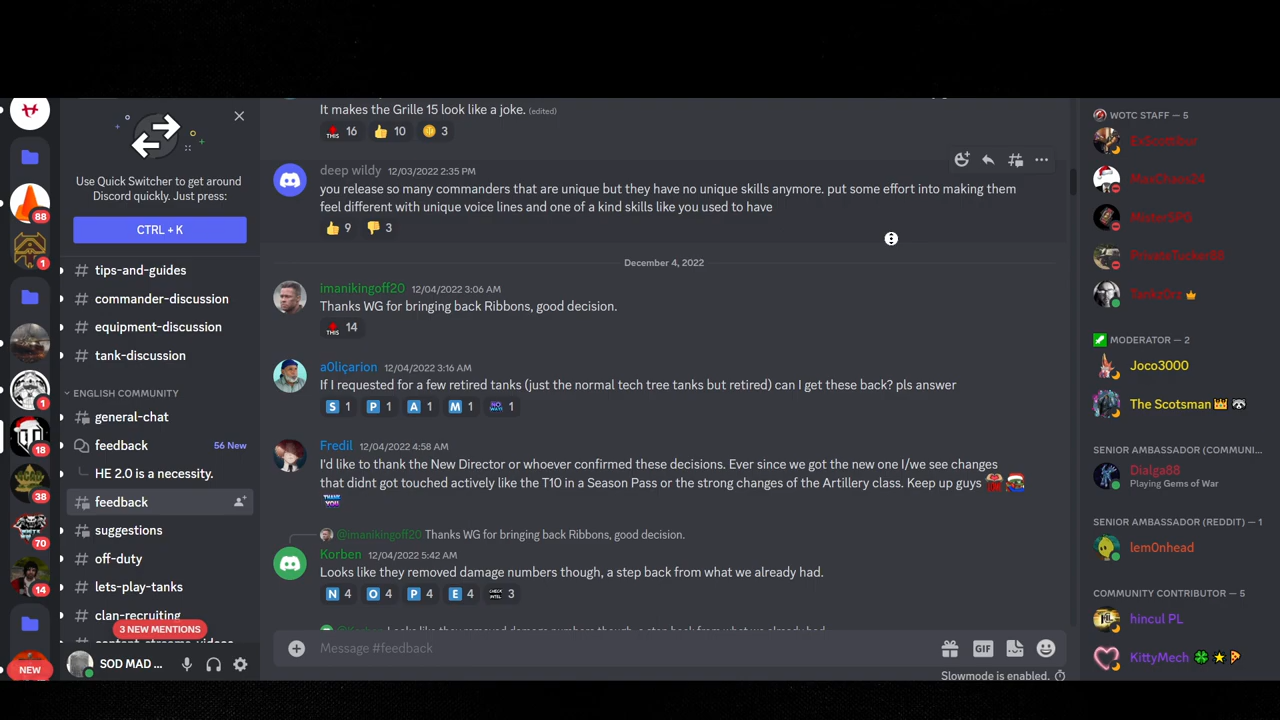 It makes the Grille 15 look like a joke. (edited)
THIS 16 10 3
Use Quick Switcher to get around
Discord quickly. Just press:
CTRL + K
# tips-and-guides
# commander-discussion
# equipment-discussion
# tank-discussion
ENGLISH COMMUNITY
# general-chat
feedback 56 New
HE 2.0 is a necessity.
# feedback
# suggestions
# off-duty
# lets-play-tanks
# clan-recruiting
3 NEW MENTIONS
SOD MAD ...
88
1
1
18
38
70
14
NEW
deep wildy 12/03/2022 2:35 PM
you release so many commanders that are unique but they have no unique skills anymore. put some effort into making them
feel different with unique voice lines and one of a kind skills like you used to have
9 3
December 4, 2022
imanikingoff20 12/04/2022 3:06 AM
Thanks WG for bringing back Ribbons, good decision.
THIS 14
a0liçarion 12/04/2022 3:16 AM
If I requested for a few retired tanks (just the normal tech tree tanks but retired) can I get these back? pls answer
S 1 P 1 A 1 M 1 1
Fredil 12/04/2022 4:58 AM
I'd like to thank the New Director or whoever confirmed these decisions. Ever since we got the new one I/we see changes
that didnt got touched actively like the T10 in a Season Pass or the strong changes of the Artillery class. Keep up guys
THANK YOU
@imanikingoff20 Thanks WG for bringing back Ribbons, good decision.
Korben 12/04/2022 5:42 AM
Looks like they removed damage numbers though, a step back from what we already had.
N 4 O 4 P 4 E 4 3
Message #feedback
GIF
Slowmode is enabled.
WOTC STAFF — 5
ExScottibur
MaxChaos24
MisterSPG
PrivateTucker88
Tankz0rz
MODERATOR — 2
Joco3000
The Scotsman
SENIOR AMBASSADOR (COMMUNI...
Dialga88
Playing Gems of War
SENIOR AMBASSADOR (REDDIT) — 1
lem0nhead
COMMUNITY CONTRIBUTOR — 5
hincul PL
KittyMech